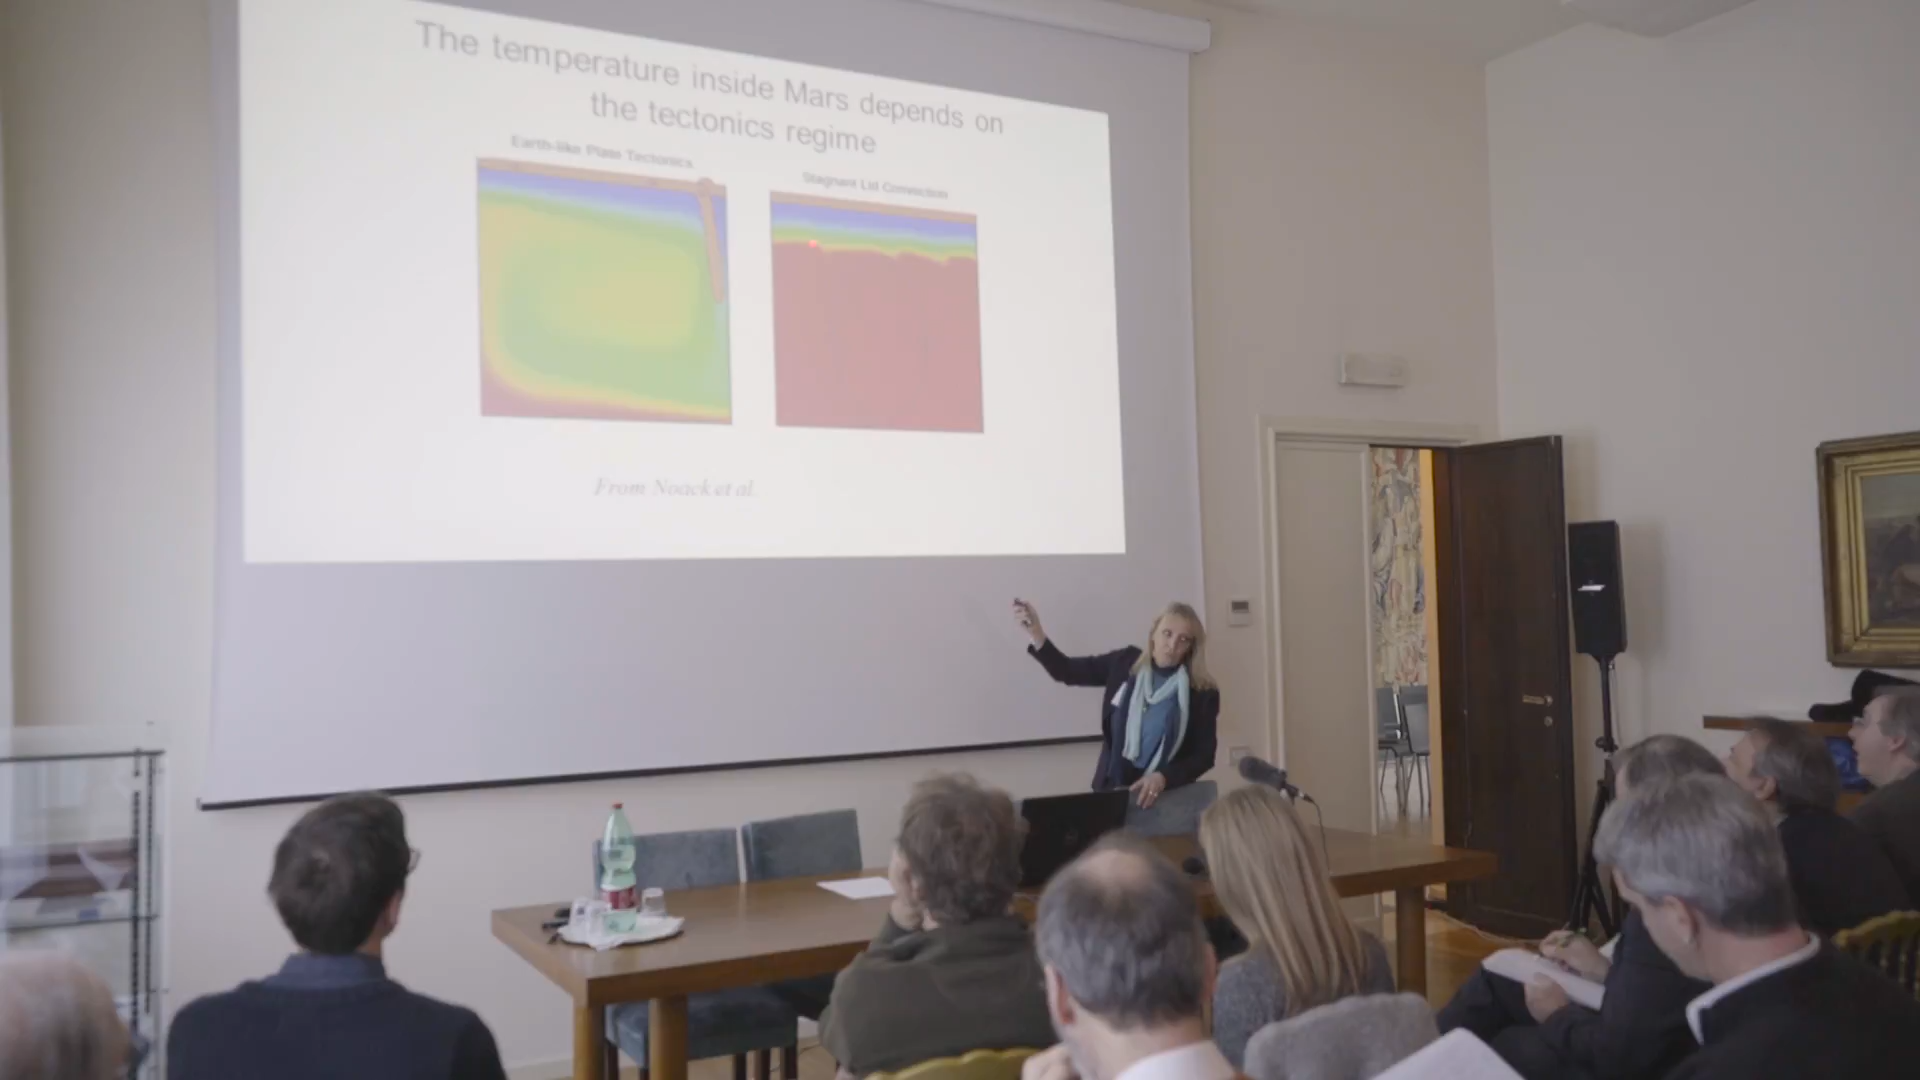 The temperature inside Mars depends on
the tectonics regime
Earth-like Plate Tectonics
Stagnant Lid Convection
From Noack et al.